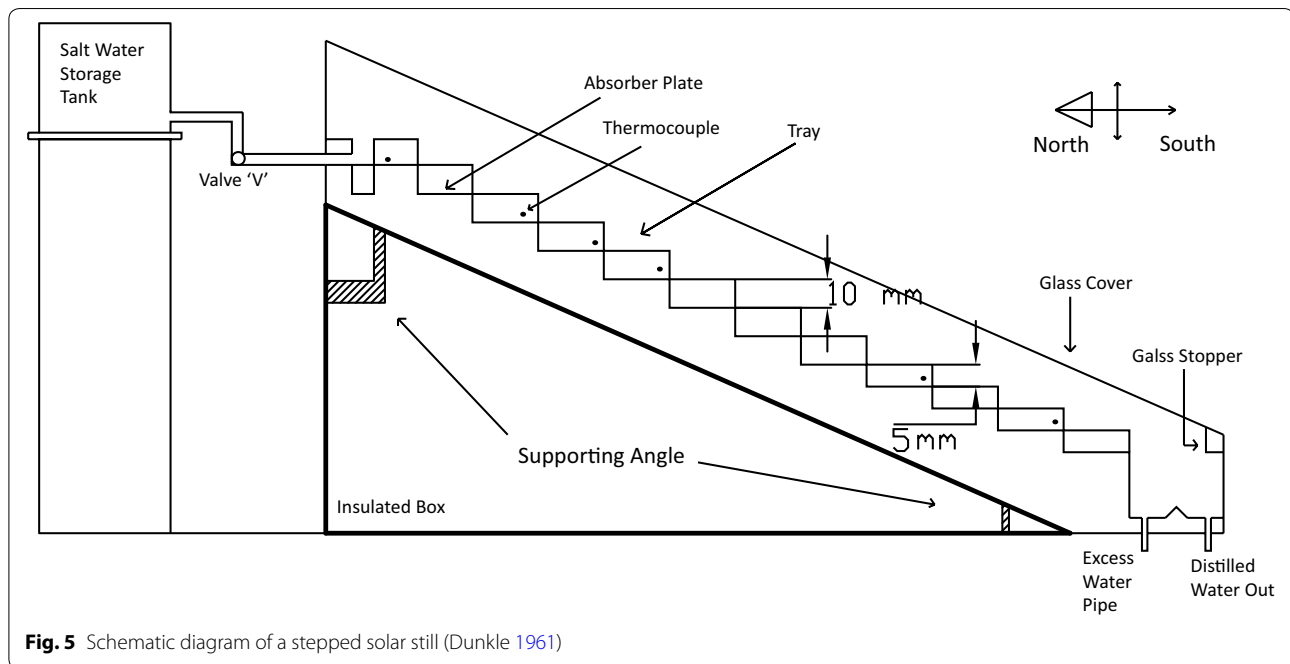 Salt Water
Storage
Tank
Absorber Plate
Thermocouple
Tray
North
South
Valve 'V'
10 mm
Glass Cover
Galss Stopper
5mm
Supporting Angle
Insulated Box
Excess
Water
Pipe
Distilled
Water Out
Fig. 5 Schematic diagram of a stepped solar still (Dunkle 1961)